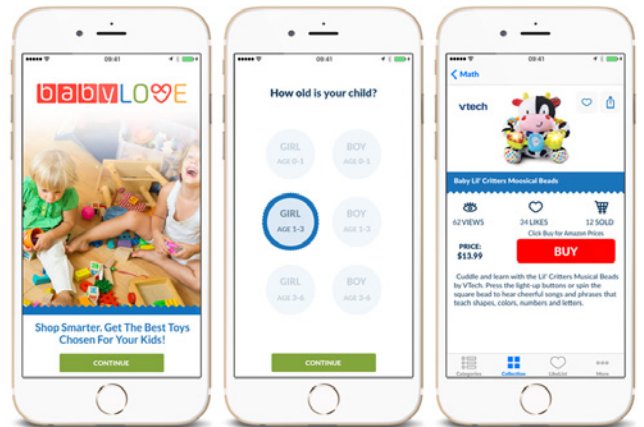 09:41
babyLOVE
Shop Smarter. Get The Best Toys
Chosen For Your Kids!
CONTINUE
09:41
How old is your child?
GIRL
AGE 0-1
BOY
AGE 0-1
GIRL
AGE 1-3
BOY
AGE 1-3
GIRL
AGE 3-6
BOY
AGE 3-6
CONTINUE
09:41
Math
vtech
Baby Lil' Critters Moosical Beads
62 VIEWS
34 LIKES
12 SOLD
Click Buy for Amazon Prices
PRICE:
$13.99
BUY
Cuddle and learn with the Lil' Critters Musical Beads
by VTech. Press the light-up buttons or spin the
square bead to hear cheerful songs and phrases that
teach shapes, colors, numbers and letters.
Categories
Collection
LikeList
More